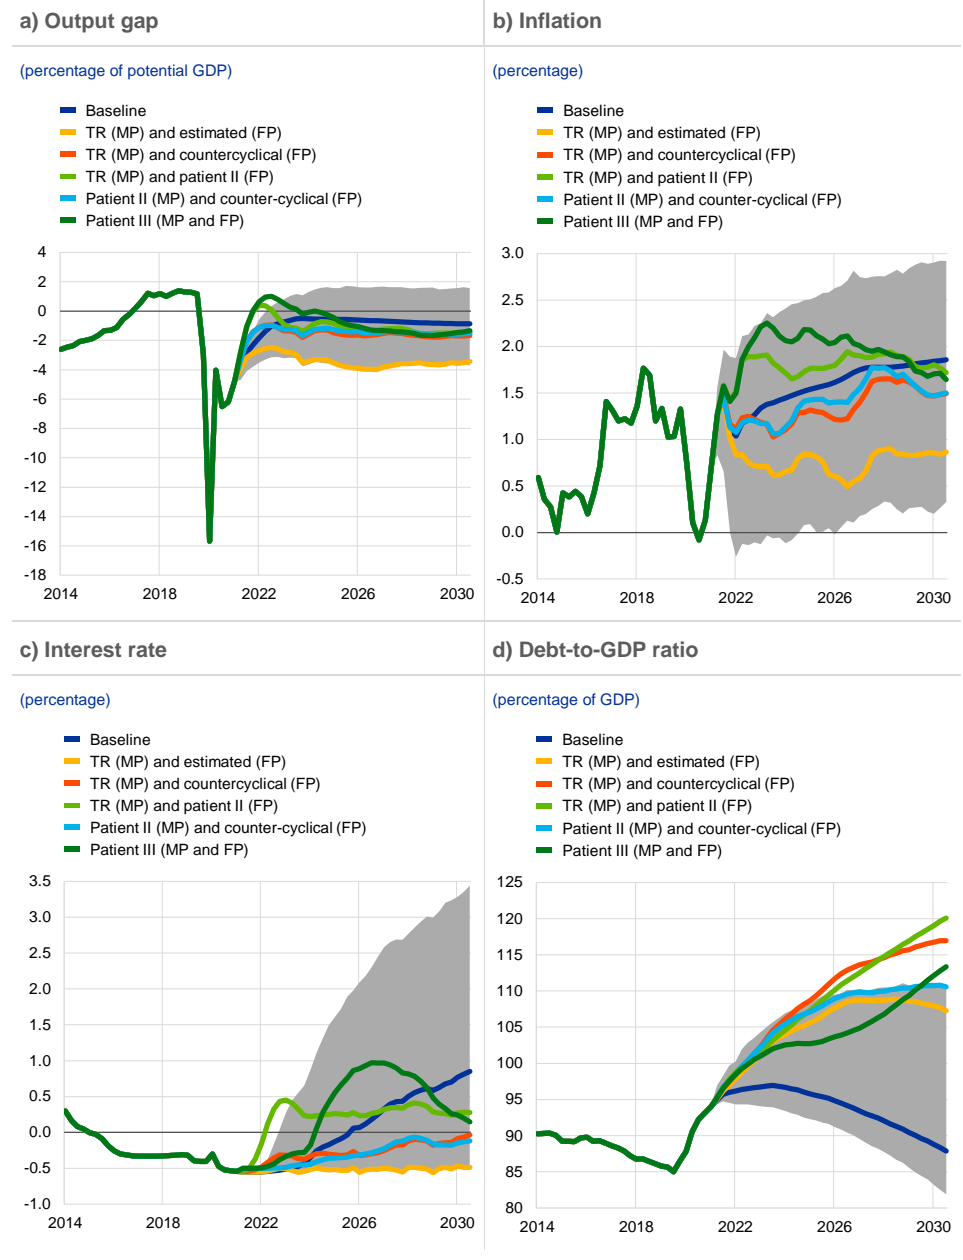 a) Output gap
(percentage of potential GDP)
Baseline
TR (MP) and estimated (FP)
TR (MP) and countercyclical (FP)
TR (MP) and patient II (FP)
Patient II (MP) and counter-cyclical (FP)
Patient III (MP and FP)
4
2
0
-2
-4
-6
-8
-10
-12
-14
-16
-18
2014 2018 2022 2026 2030
b) Inflation
(percentage)
Baseline
TR (MP) and estimated (FP)
TR (MP) and countercyclical (FP)
TR (MP) and patient II (FP)
Patient II (MP) and counter-cyclical (FP)
Patient III (MP and FP)
3.0
2.5
2.0
1.5
1.0
0.5
0.0
-0.5
2014 2018 2022 2026 2030
c) Interest rate
(percentage)
Baseline
TR (MP) and estimated (FP)
TR (MP) and countercyclical (FP)
TR (MP) and patient II (FP)
Patient II (MP) and counter-cyclical (FP)
Patient III (MP and FP)
3.5
3.0
2.5
2.0
1.5
1.0
0.5
0.0
-0.5
-1.0
2014 2018 2022 2026 2030
d) Debt-to-GDP ratio
(percentage of GDP)
Baseline
TR (MP) and estimated (FP)
TR (MP) and countercyclical (FP)
TR (MP) and patient II (FP)
Patient II (MP) and counter-cyclical (FP)
Patient III (MP and FP)
125
120
115
110
105
100
95
90
85
80
2014 2018 2022 2026 2030